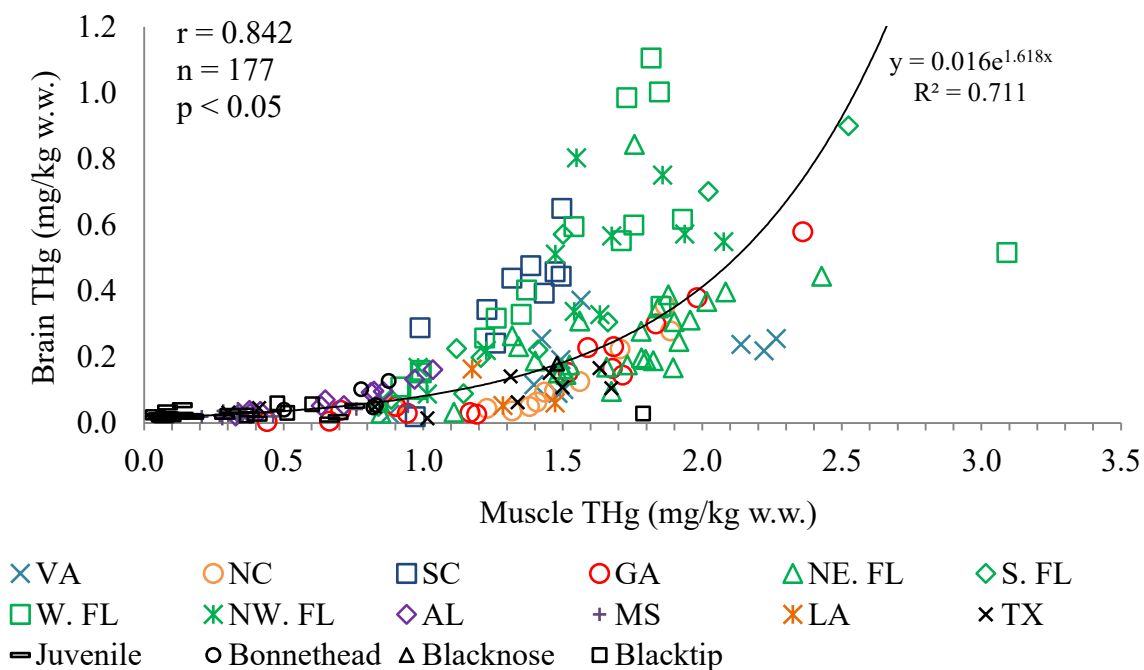 1.2
1.0
0.8
0.6
0.4
0.2
0.0
Brain THg (mg/kg w.w.)
r = 0.842
n = 177
p < 0.05
y = 0.016e^1.618x
R² = 0.711
0.0 0.5 1.0 1.5 2.0 2.5 3.0 3.5
Muscle THg (mg/kg w.w.)
VA NC SC GA NE. FL S. FL
W. FL NW. FL AL MS LA TX
Juvenile Bonnethead Blacknose Blacktip